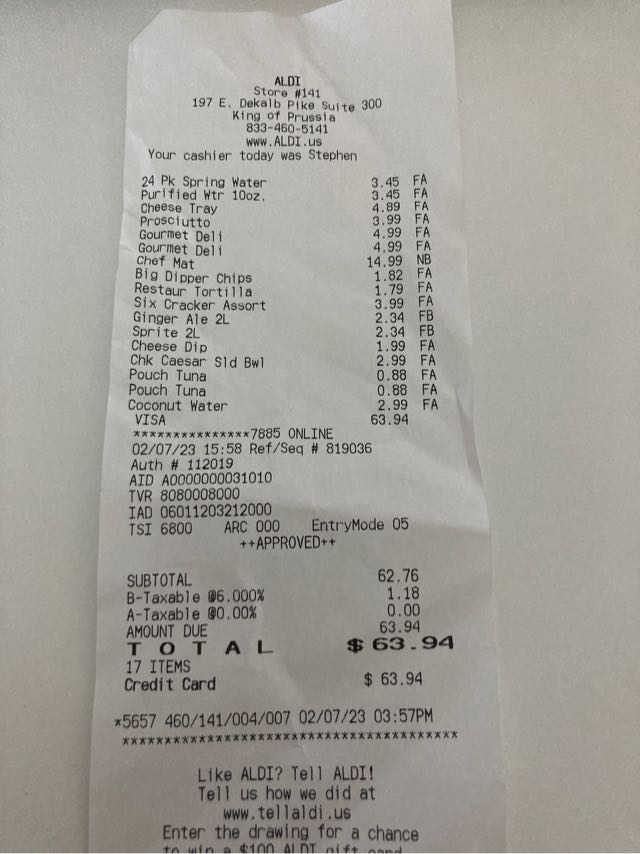 ALDI
Store #141
197 E. Dekalb Pike Suite 300
King of Prussia
833-460-5141
www.ALDI.us
Your cashier today was Stephen
24 Pk Spring Water 3.45 FA
Purified Wtr 10oz. 3.45 FA
Cheese Tray 4.89 FA
Prosciutto 3.99 FA
Gourmet Deli 4.99 FA
Gourmet Deli 4.99 FA
Chef Mat 14.99 NB
Big Dipper Chips 1.82 FA
Restaur Tortilla 1.79 FA
Six Cracker Assort 3.99 FA
Ginger Ale 2L 2.34 FB
Sprite 2L 2.34 FB
Cheese Dip 1.99 FA
Chk Caesar Sld Bwl 2.99 FA
Pouch Tuna 0.88 FA
Pouch Tuna 0.88 FA
Coconut Water 2.99 FA
VISA 63.94
***************7885 ONLINE
02/07/23 15:58 Ref/Seq # 819036
Auth # 112019
AID A0000000031010
TVR 8080008000
IAD 06011203212000
TSI 6800 ARC 000 EntryMode 05
++APPROVED++
SUBTOTAL 62.76
B-Taxable @6.000% 1.18
A-Taxable @0.00% 0.00
AMOUNT DUE 63.94
T O T A L $ 63.94
17 ITEMS
Credit Card $ 63.94
*5657 460/141/004/007 02/07/23 03:57PM
****************************************
Like ALDI? Tell ALDI!
Tell us how we did at
www.tellaldi.us
Enter the drawing for a chance
to win a $100 ALDI gift card